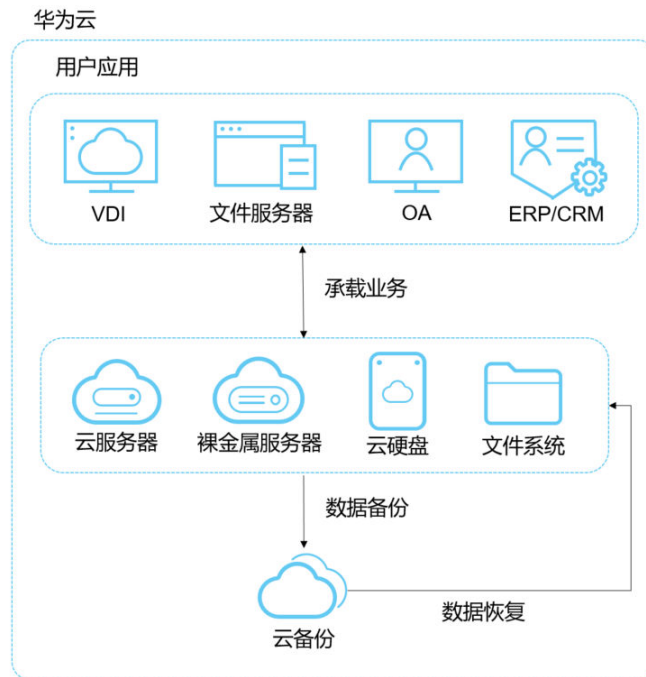 华为云
用户应用
VDI
文件服务器
OA
ERP/CRM
承载业务
云服务器
裸金属服务器
云硬盘
文件系统
数据备份
云备份
数据恢复